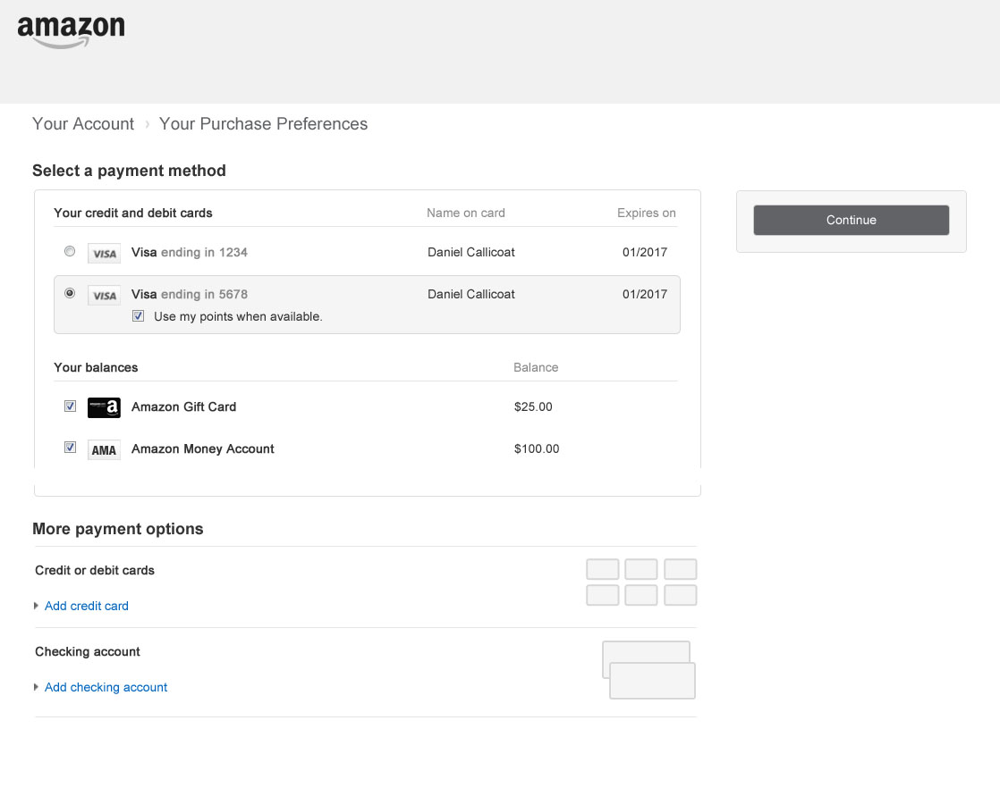 amazon
Your Account › Your Purchase Preferences
Select a payment method
Your credit and debit cards Name on card Expires on
VISA Visa ending in 1234 Daniel Callicoat 01/2017
VISA Visa ending in 5678 Daniel Callicoat 01/2017
Use my points when available.
Your balances Balance
a Amazon Gift Card $25.00
AMA Amazon Money Account $100.00
Continue
More payment options
Credit or debit cards
Add credit card
Checking account
Add checking account